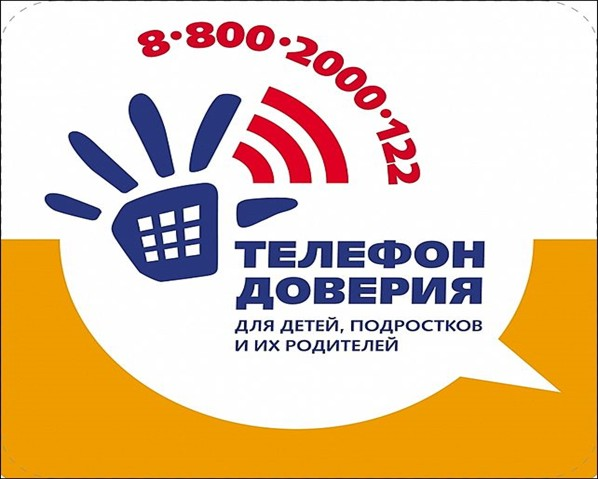 8·800·2000·122
ТЕЛЕФОН
ДОВЕРИЯ
ДЛЯ ДЕТЕЙ, ПОДРОСТКОВ
И ИХ РОДИТЕЛЕЙ